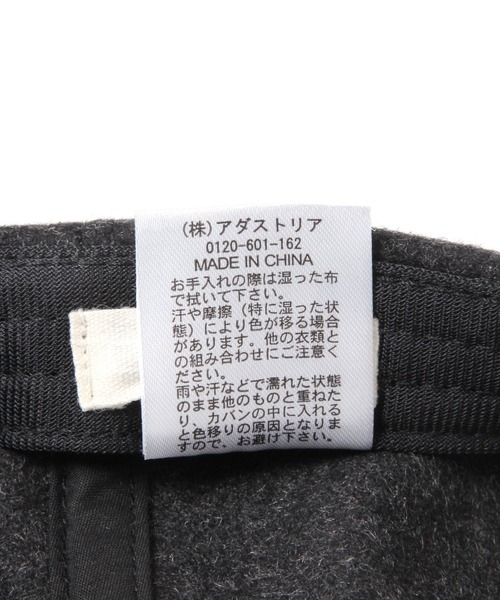 (株)アダストリア
0120-601-162
MADE IN CHINA
お手入れの際は湿った布
で拭いて下さい。
汗や摩擦(特に湿った状
態)により色が移る場合
があります。他の衣類と
の組み合わせにご注意く
ださい。
雨や汗などで濡れた状態
のまま他のものと重ねた
り、カバンの中に入れる
と色移りの原因となりま
すので、お避け下さい。